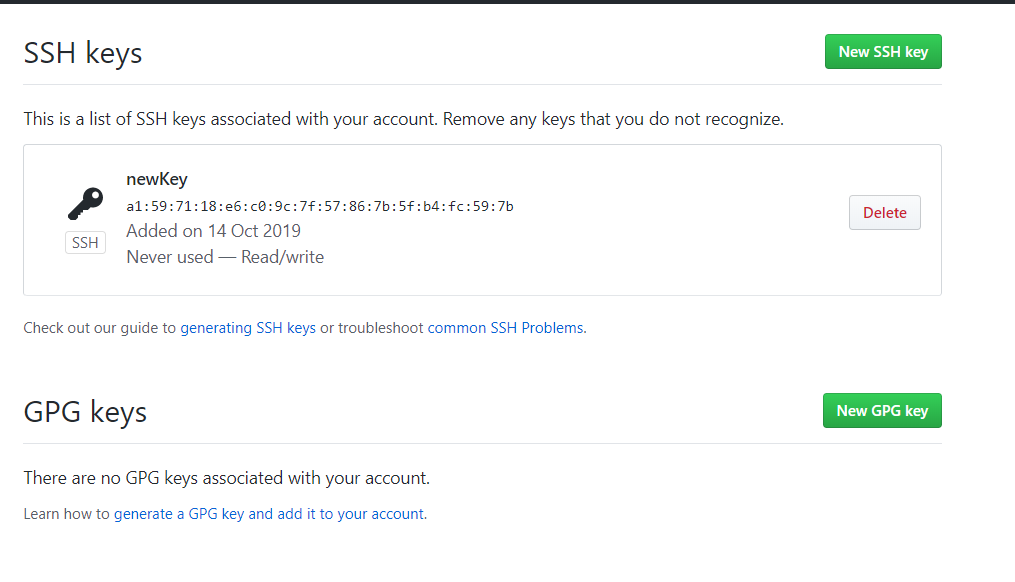 SSH keys
New SSH key
This is a list of SSH keys associated with your account. Remove any keys that you do not recognize.
newKey
a1:59:71:18:e6:c0:9c:7f:57:86:7b:5f:b4:fc:59:7b
Added on 14 Oct 2019
Never used — Read/write
SSH
Delete
Check out our guide to generating SSH keys or troubleshoot common SSH Problems.
GPG keys
New GPG key
There are no GPG keys associated with your account.
Learn how to generate a GPG key and add it to your account.